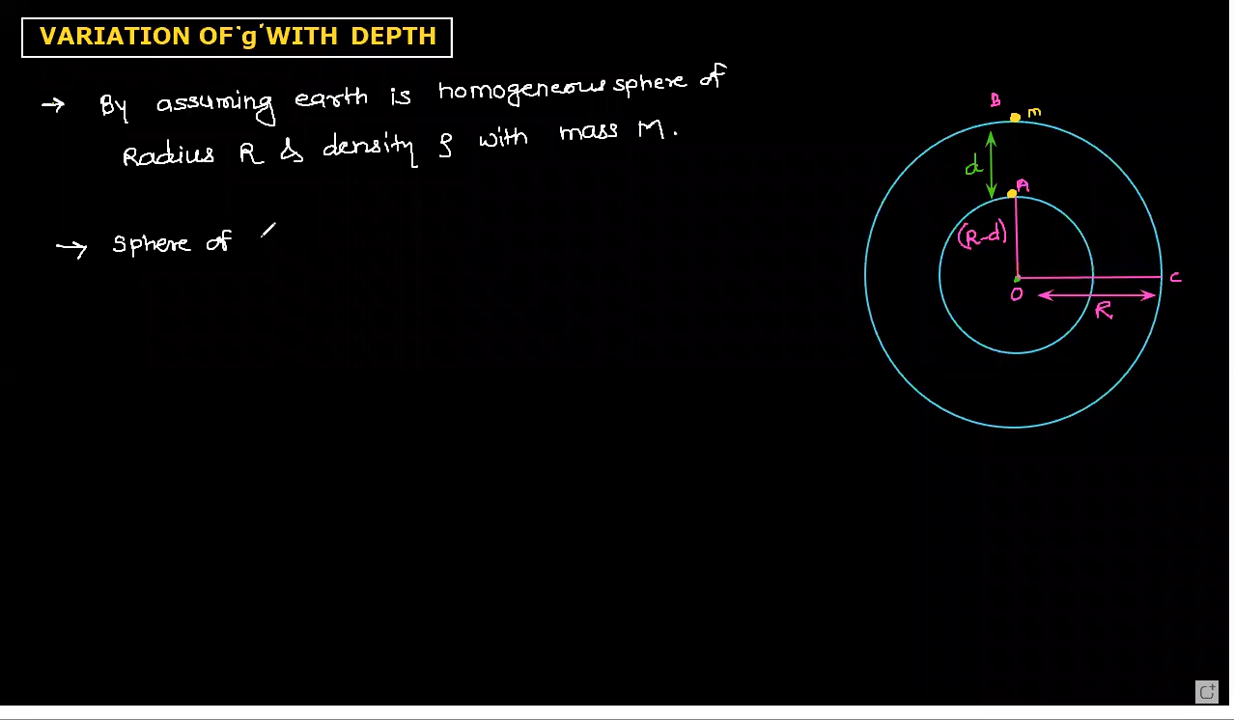 VARIATION OF 'g' WITH DEPTH
→ By assuming earth is homogeneous sphere of
Radius R & density ρ with mass M.
→ Sphere of
B
m
d
A
(R-d)
O
C
R